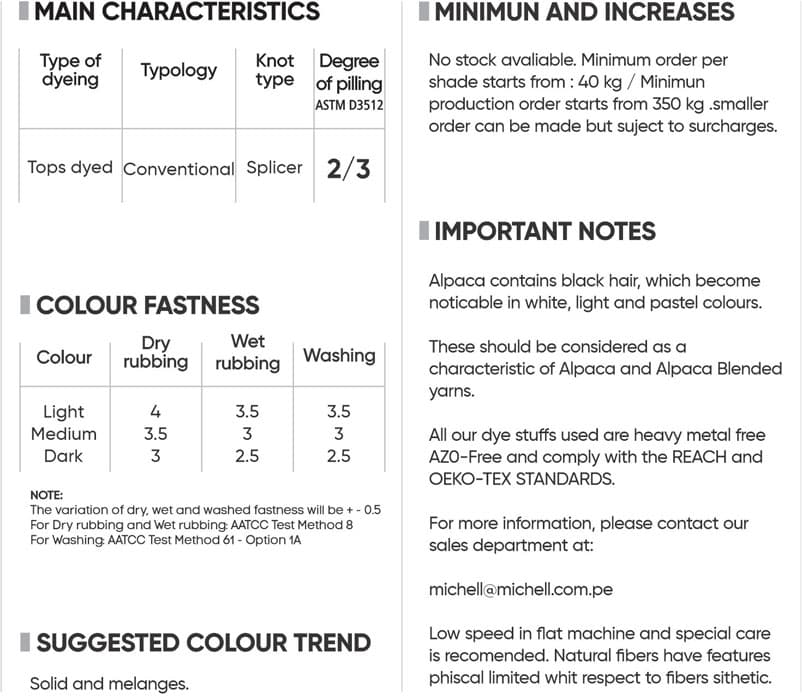 MAIN CHARACTERISTICS
Type of dyeing Typology Knot type Degree of pilling ASTM D3512
Tops dyed Conventional Splicer 2/3
COLOUR FASTNESS
Colour Dry rubbing Wet rubbing Washing
Light 4 3.5 3.5
Medium 3.5 3 3
Dark 3 2.5 2.5
NOTE:
The variation of dry, wet and washed fastness will be + - 0.5
For Dry rubbing and Wet rubbing: AATCC Test Method 8
For Washing: AATCC Test Method 61 - Option 1A
SUGGESTED COLOUR TREND
Solid and melanges.
MINIMUN AND INCREASES
No stock avaliable. Minimum order per
shade starts from : 40 kg / Minimun
production order starts from 350 kg .smaller
order can be made but suject to surcharges.
IMPORTANT NOTES
Alpaca contains black hair, which become
noticable in white, light and pastel colours.
These should be considered as a
characteristic of Alpaca and Alpaca Blended
yarns.
All our dye stuffs used are heavy metal free
AZO-Free and comply with the REACH and
OEKO-TEX STANDARDS.
For more information, please contact our
sales department at:
michell@michell.com.pe
Low speed in flat machine and special care
is recomended. Natural fibers have features
phiscal limited whit respect to fibers sithetic.